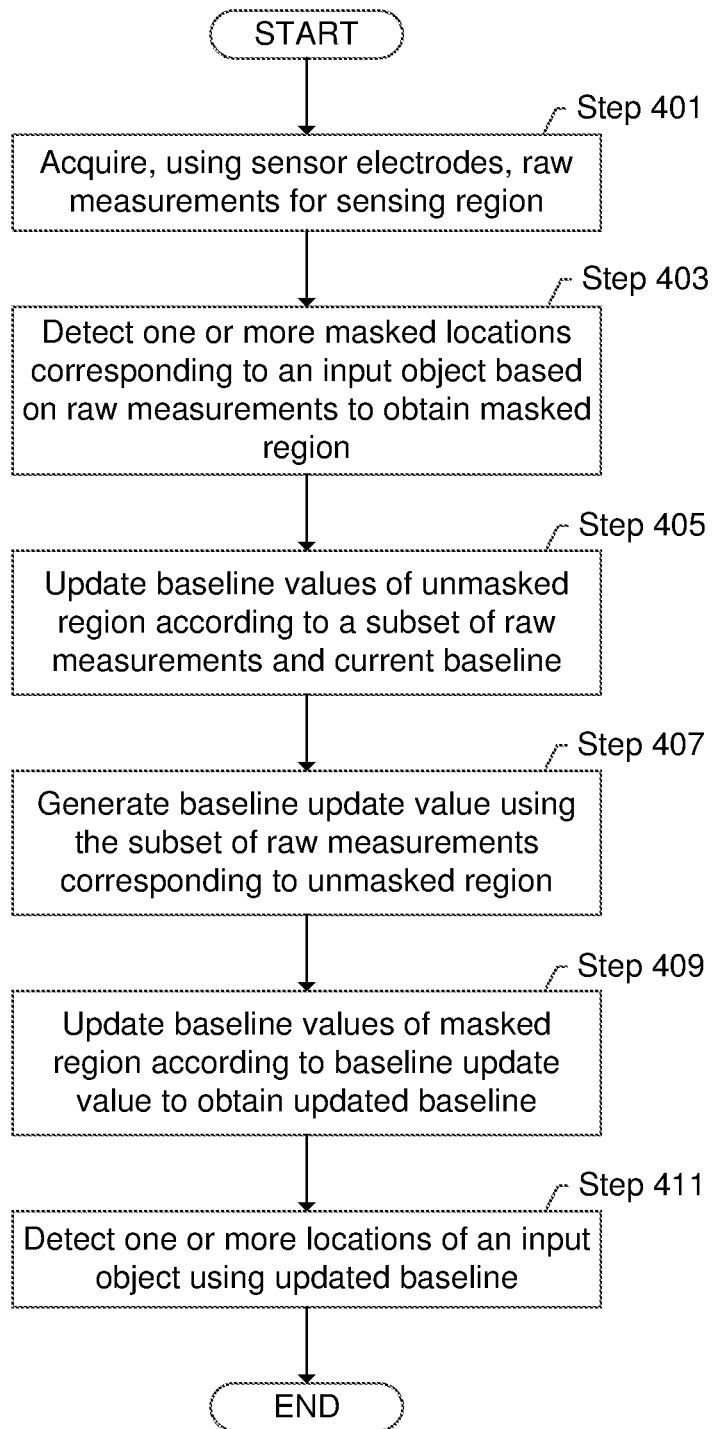 START
Step 401
Acquire, using sensor electrodes, raw
measurements for sensing region
Step 403
Detect one or more masked locations
corresponding to an input object based
on raw measurements to obtain masked
region
Step 405
Update baseline values of unmasked
region according to a subset of raw
measurements and current baseline
Step 407
Generate baseline update value using
the subset of raw measurements
corresponding to unmasked region
Step 409
Update baseline values of masked
region according to baseline update
value to obtain updated baseline
Step 411
Detect one or more locations of an input
object using updated baseline
END